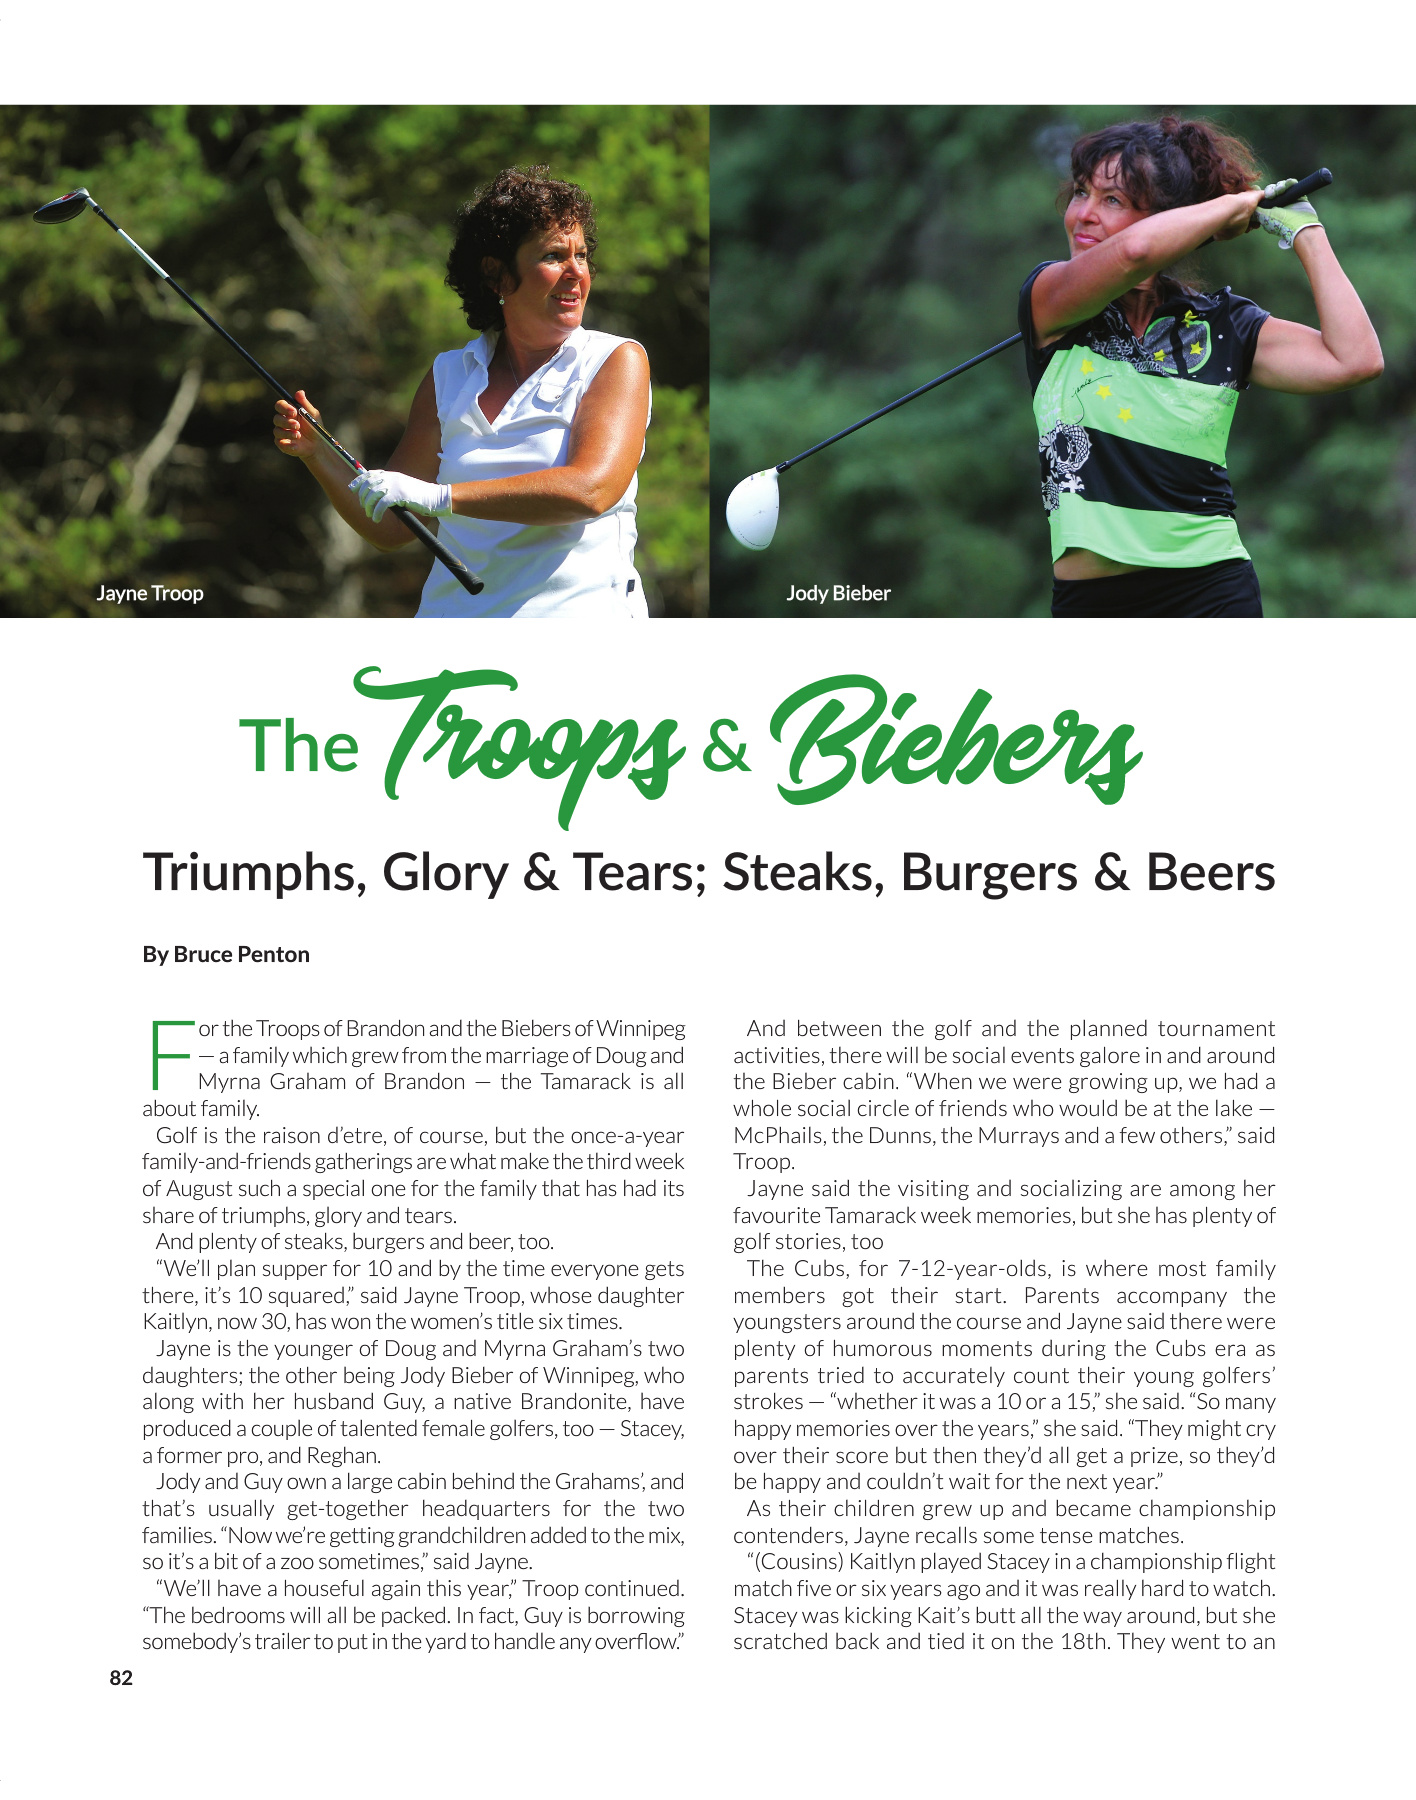 Jayne Troop
Jody Bieber
The Troops & Biebers
Triumphs, Glory & Tears; Steaks, Burgers & Beers
By Bruce Penton
For the Troops of Brandon and the Biebers of Winnipeg
— a family which grew from the marriage of Doug and
Myrna Graham of Brandon — the Tamarack is all
about family.
Golf is the raison d’etre, of course, but the once-a-year
family-and-friends gatherings are what make the third week
of August such a special one for the family that has had its
share of triumphs, glory and tears.
And plenty of steaks, burgers and beer, too.
“We’ll plan supper for 10 and by the time everyone gets
there, it’s 10 squared,” said Jayne Troop, whose daughter
Kaitlyn, now 30, has won the women’s title six times.
Jayne is the younger of Doug and Myrna Graham’s two
daughters; the other being Jody Bieber of Winnipeg, who
along with her husband Guy, a native Brandonite, have
produced a couple of talented female golfers, too — Stacey,
a former pro, and Reghan.
Jody and Guy own a large cabin behind the Grahams’, and
that’s usually get-together headquarters for the two
families. “Now we’re getting grandchildren added to the mix,
so it’s a bit of a zoo sometimes,” said Jayne.
“We’ll have a houseful again this year,” Troop continued.
“The bedrooms will all be packed. In fact, Guy is borrowing
somebody’s trailer to put in the yard to handle any overflow.”
And between the golf and the planned tournament
activities, there will be social events galore in and around
the Bieber cabin. “When we were growing up, we had a
whole social circle of friends who would be at the lake —
McPhails, the Dunns, the Murrays and a few others,” said
Troop.
Jayne said the visiting and socializing are among her
favourite Tamarack week memories, but she has plenty of
golf stories, too
The Cubs, for 7-12-year-olds, is where most family
members got their start. Parents accompany the
youngsters around the course and Jayne said there were
plenty of humorous moments during the Cubs era as
parents tried to accurately count their young golfers’
strokes — “whether it was a 10 or a 15,” she said. “So many
happy memories over the years,” she said. “They might cry
over their score but then they’d all get a prize, so they’d
be happy and couldn’t wait for the next year.”
As their children grew up and became championship
contenders, Jayne recalls some tense matches.
“(Cousins) Kaitlyn played Stacey in a championship flight
match five or six years ago and it was really hard to watch.
Stacey was kicking Kait’s butt all the way around, but she
scratched back and tied it on the 18th. They went to an
82